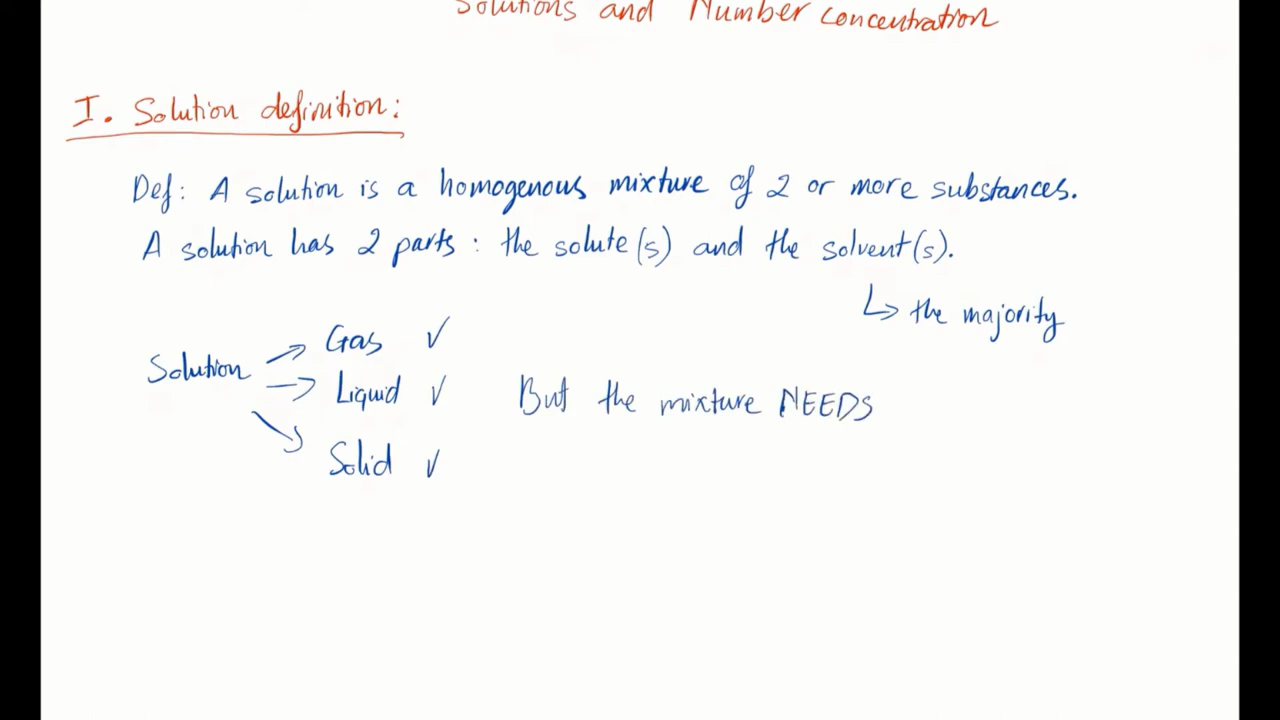 Solutions and Number concentration
I. Solution definition:
Def: A solution is a homogenous mixture of 2 or more substances.
A solution has 2 parts: the solute(s) and the solvent(s).
↳ the majority
Solution → Gas ✓
→ Liquid ✓ But the mixture NEEDS
→ Solid ✓